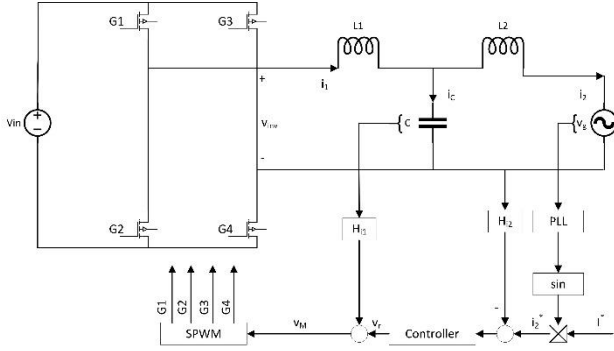 G1
G3
L1
L2
+
i1
iC
i2
Vin
+
-
vinv
C
vg
-
G2
G4
Hi1
Hi2
PLL
sin
G1
G2
G3
G4
-
SPWM
vM
vr
Controller
i2*
I*